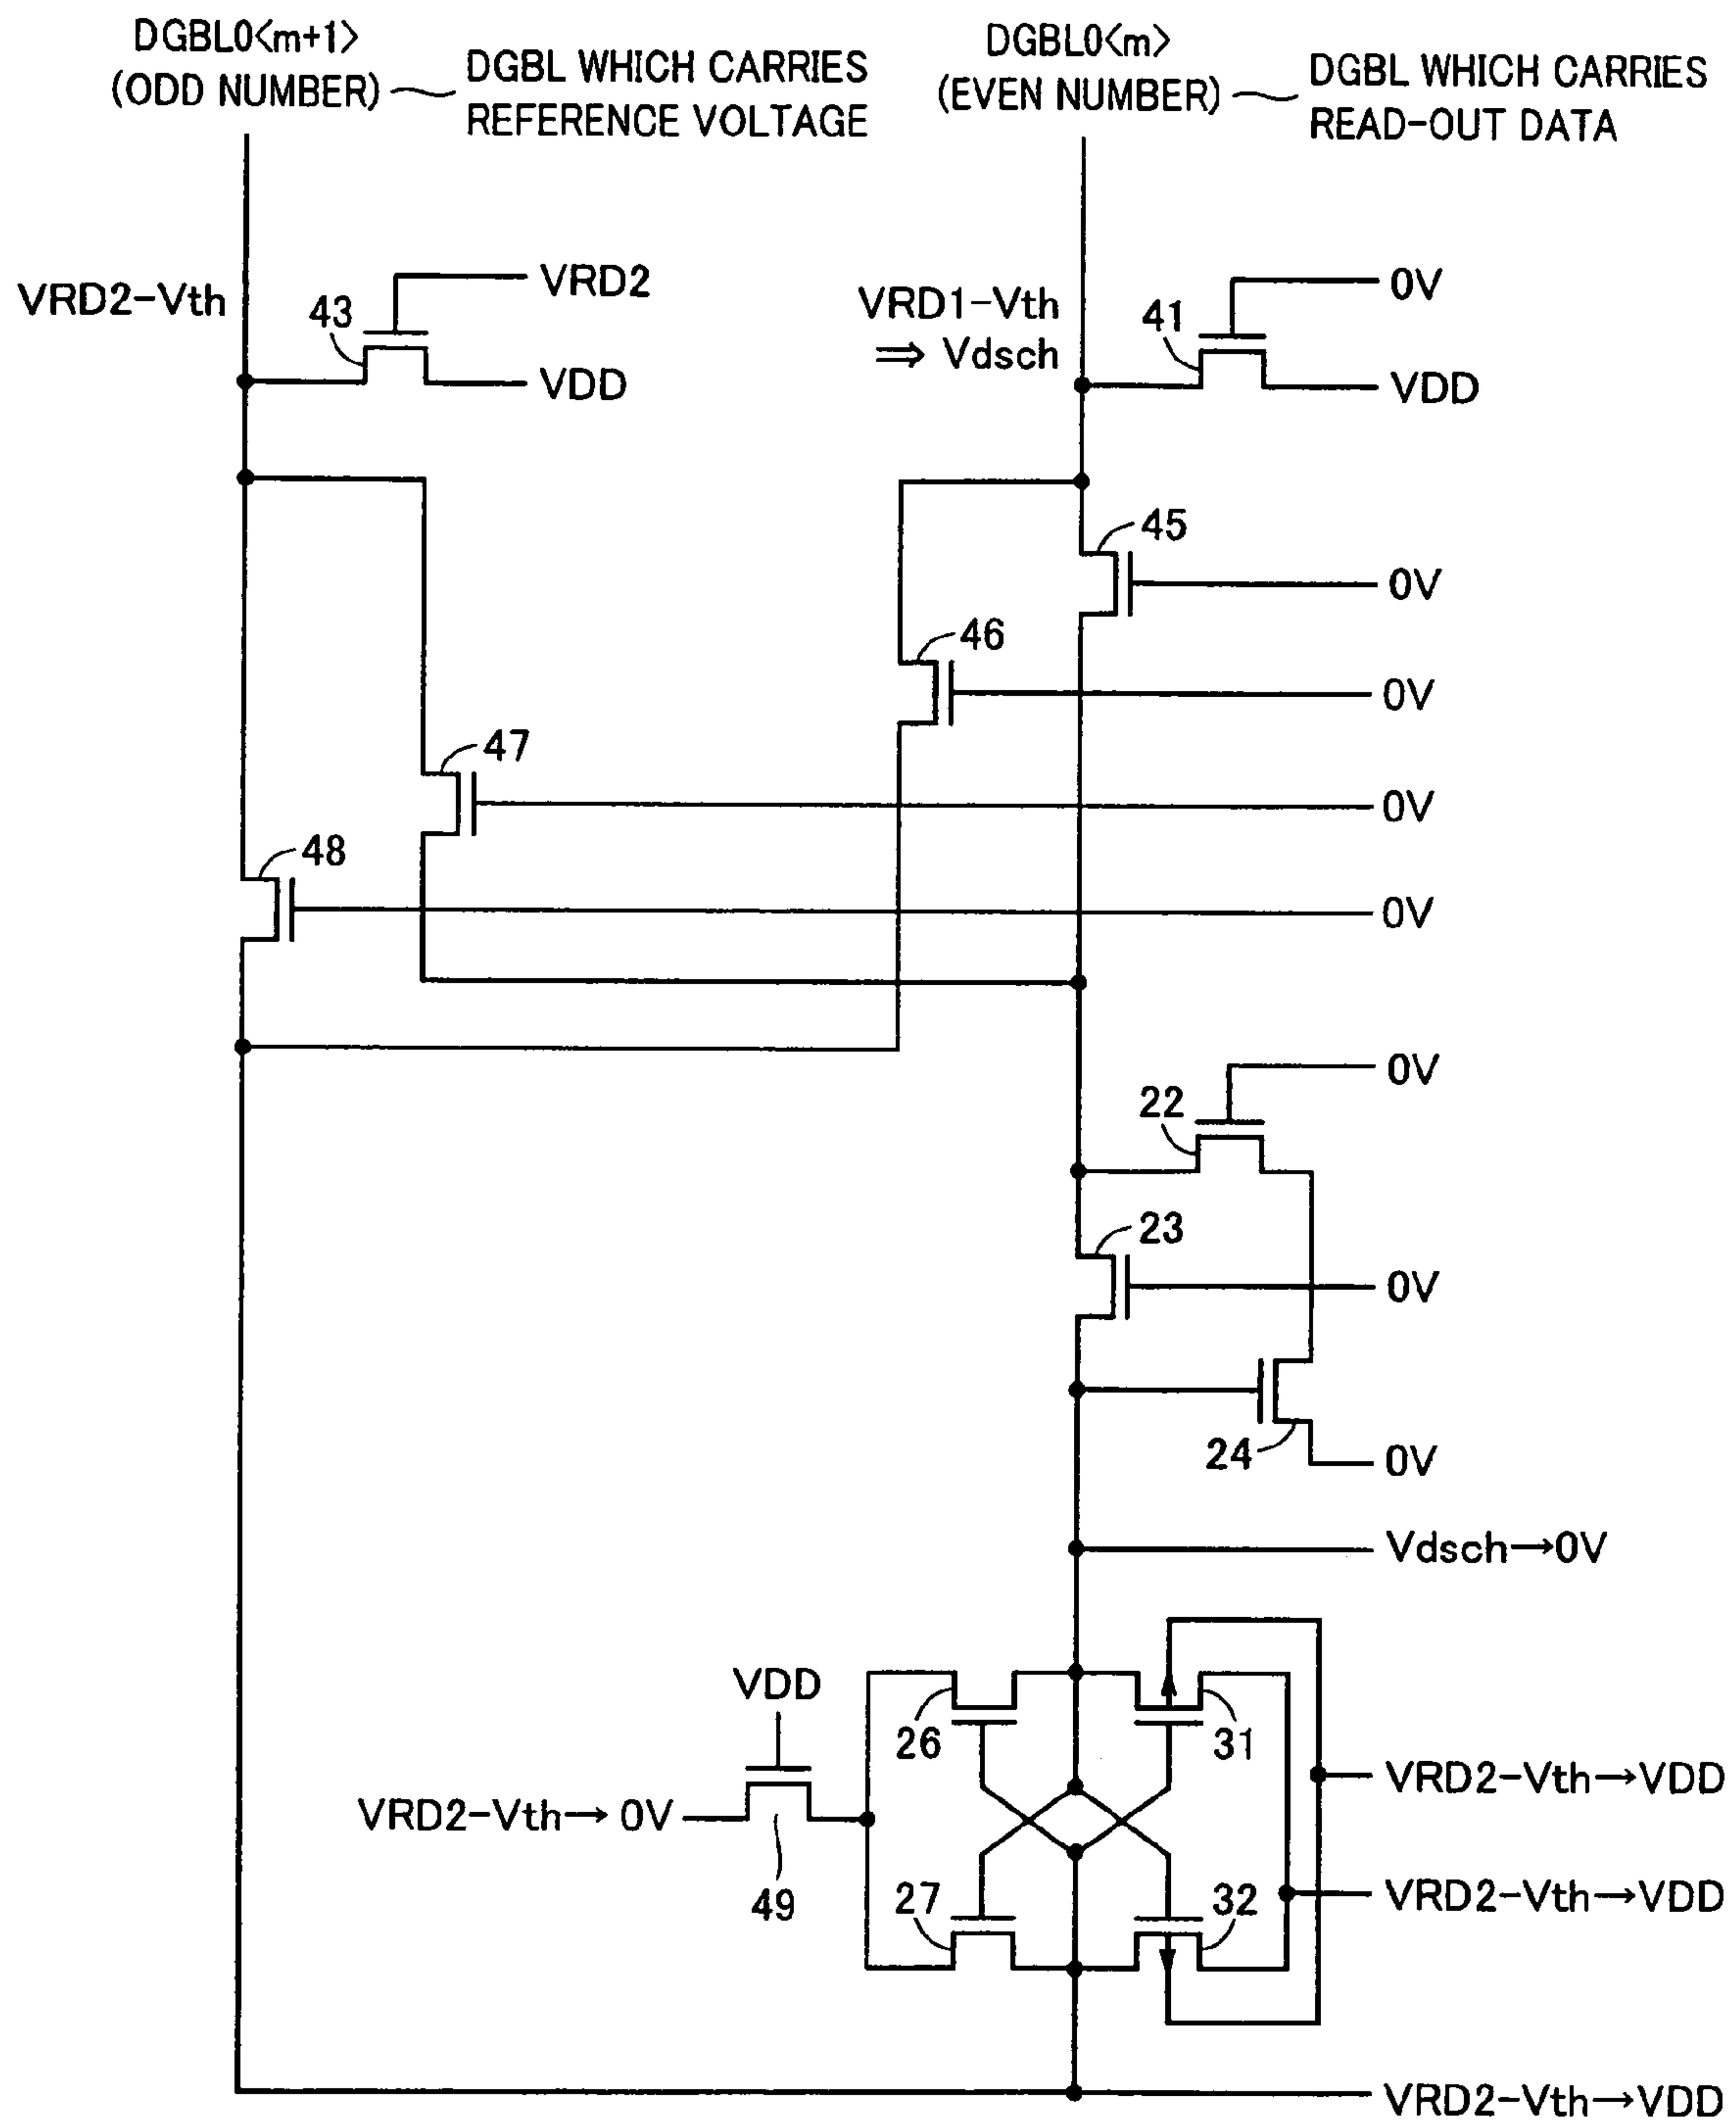 DGBL0<m+1>
(ODD NUMBER)
DGBL WHICH CARRIES
REFERENCE VOLTAGE
DGBL0<m>
(EVEN NUMBER)
DGBL WHICH CARRIES
READ-OUT DATA
VRD2-Vth
43
VRD2
VDD
VRD1-Vth
⇒ Vdsch
41
0V
VDD
45
0V
46
0V
47
0V
48
0V
0V
22
23
0V
24
0V
Vdsch→0V
VDD
26
31
VRD2-Vth→VDD
VRD2-Vth→ 0V
49
27
32
VRD2-Vth→VDD
VRD2-Vth→VDD